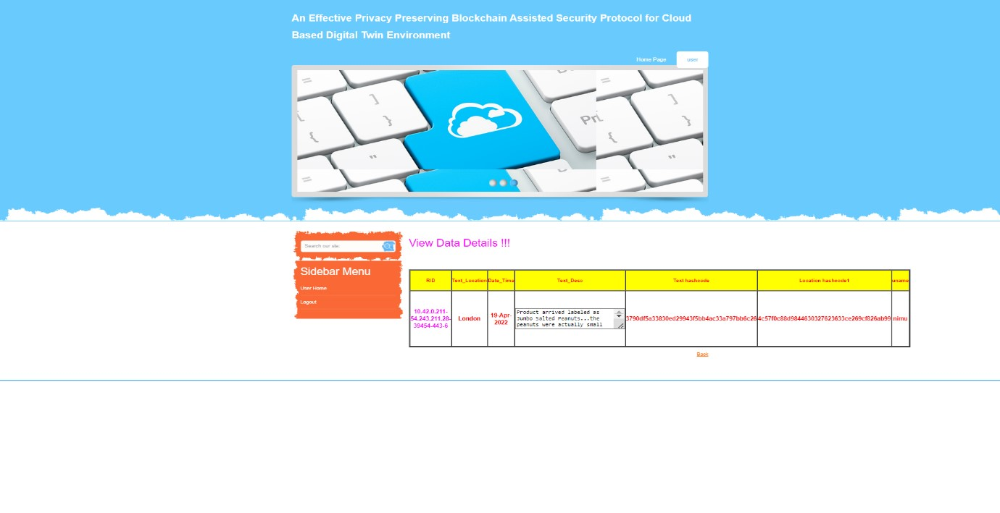 An Effective Privacy Preserving Blockchain Assisted Security Protocol for Cloud
Based Digital Twin Environment
Home Page
user
Search our site:
View Data Details !!!
Sidebar Menu
User Home
Logout
RID
Text_Location
Date_Time
Text_Desc
Text hashcode
Location hashcode1
uname
10.42.0.211-
54.243.211.28-
39454-443-6
London
19-Apr-
2022
Product arrived labeled as
Jumbo Salted Peanuts...the
peanuts were actually small
3790df5a33830ed29943f5bb4ac33a797bb6c26
4c57f0c88d9844630327623633ce269cf826ab99
nimu
Back